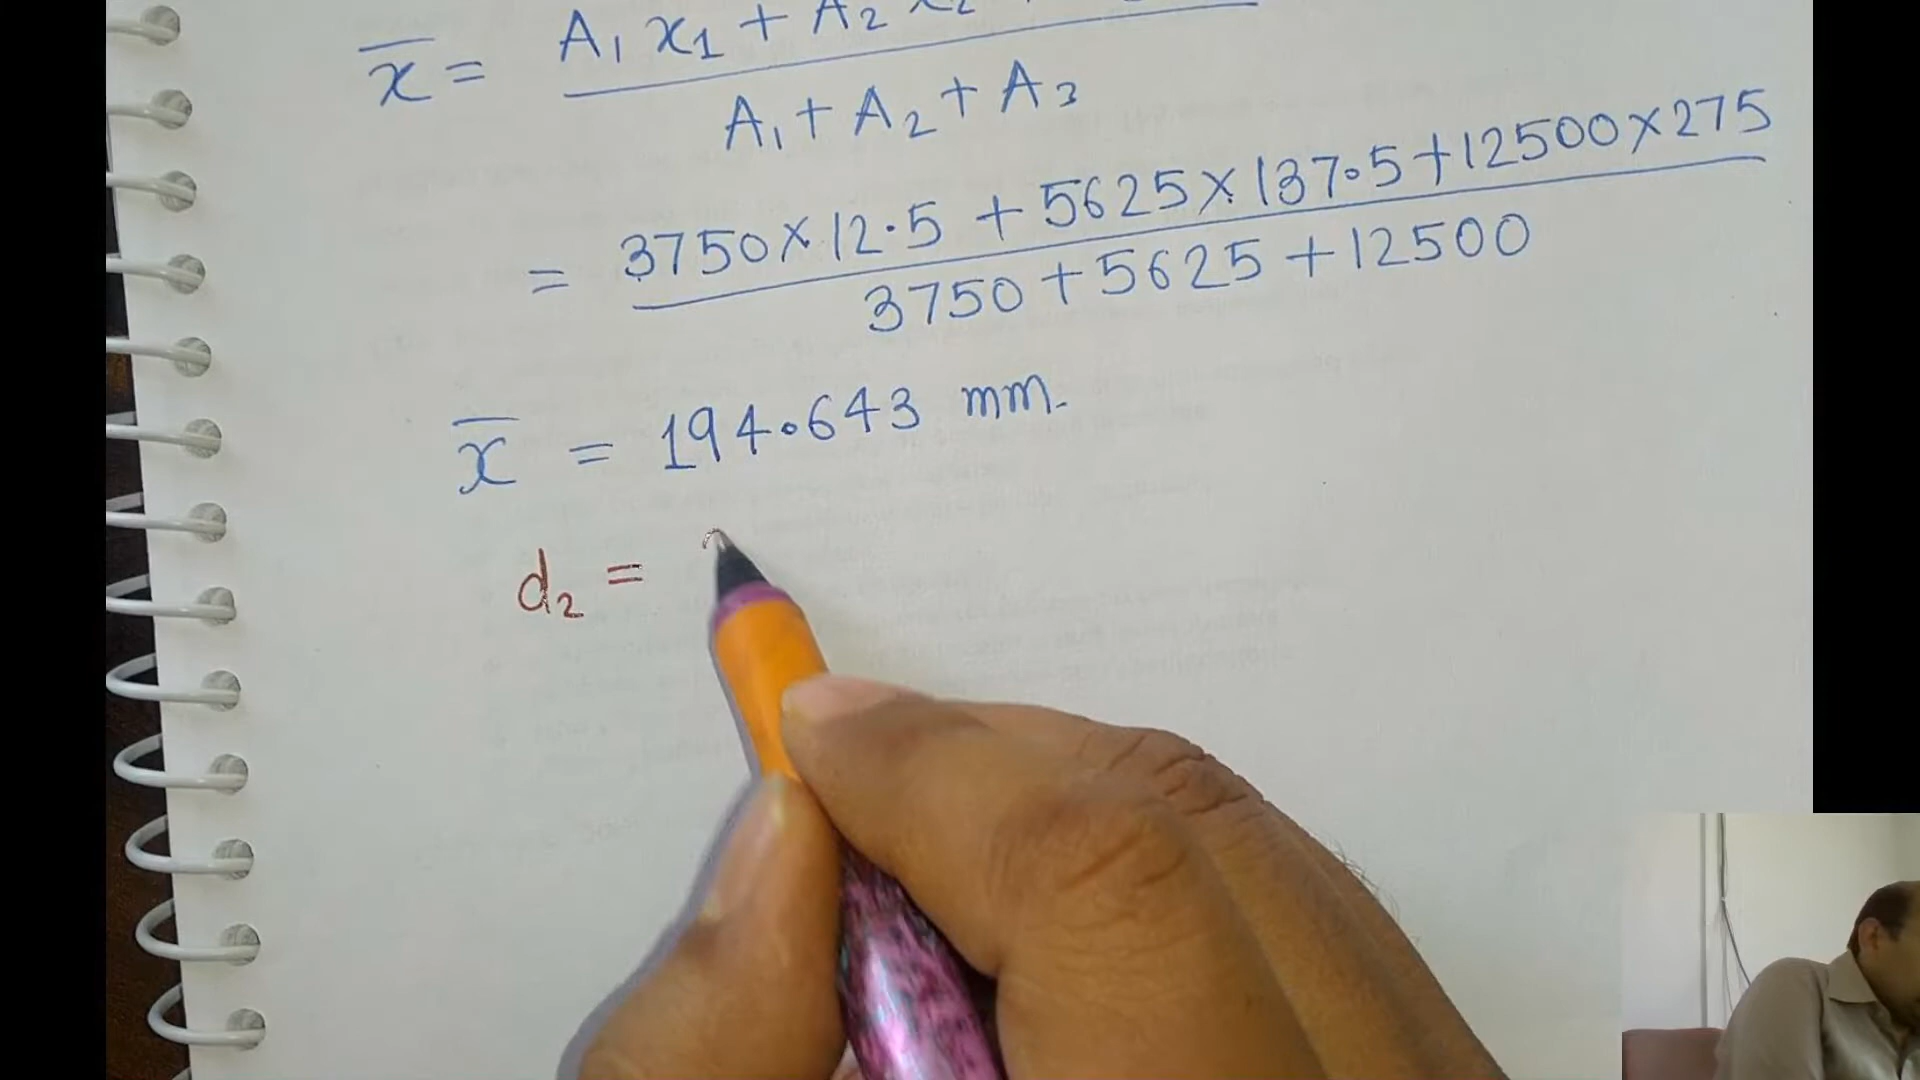 x̄ = A₁x₁ + A₂x₂ +
A₁ + A₂ + A₃
= 3750×12.5 + 5625×137.5 + 12500×275
3750 + 5625 + 12500
x̄ = 194.643 mm.
d₂ =